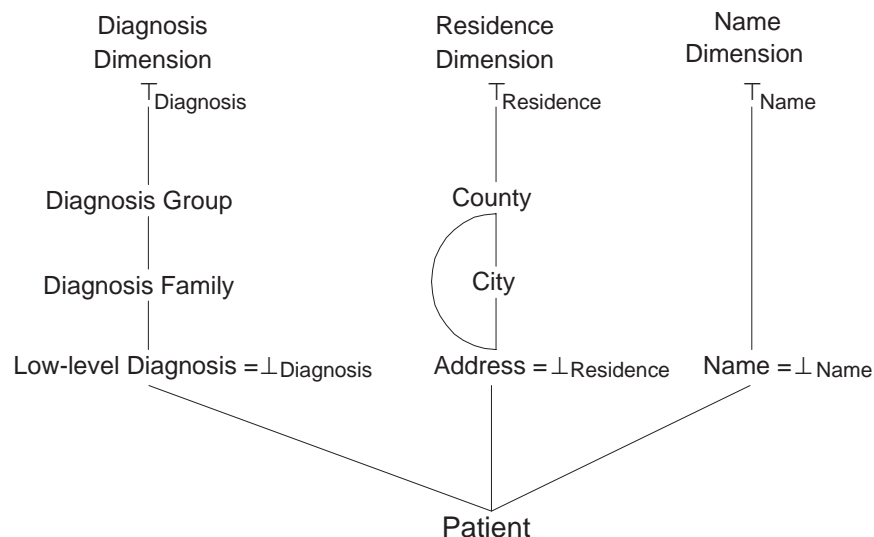 Diagnosis
Dimension
Residence
Dimension
Name
Dimension
⊤Diagnosis
⊤Residence
⊤Name
Diagnosis Group
County
Diagnosis Family
City
Low-level Diagnosis =⊥Diagnosis
Address =⊥Residence
Name =⊥Name
Patient